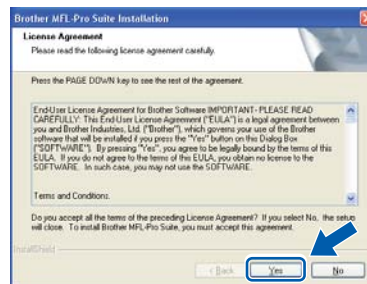 Brother MFL-Pro Suite Installation
License Agreement
Please read the following license agreement carefully.
Press the PAGE DOWN key to see the rest of the agreement.
End-User License Agreement for Brother Software IMPORTANT- PLEASE READ
CAREFULLY: This End-User License Agreement ("EULA") is a legal agreement between
you and Brother Industries, Ltd. ("Brother"), which governs your use of the Brother
software that will be installed if you press the "Yes" button on this Dialog Box
("SOFTWARE"). By pressing "Yes", you agree to be legally bound by the terms of this
EULA. If you do not agree to the terms of this EULA, you obtain no license to the
SOFTWARE. In such case, you may not use the SOFTWARE.
Terms and Conditions.
Do you accept all the terms of the preceding License Agreement? If you select No, the setup
will close. To install Brother MFL-Pro Suite, you must accept this agreement.
InstallShield
< Back Yes No